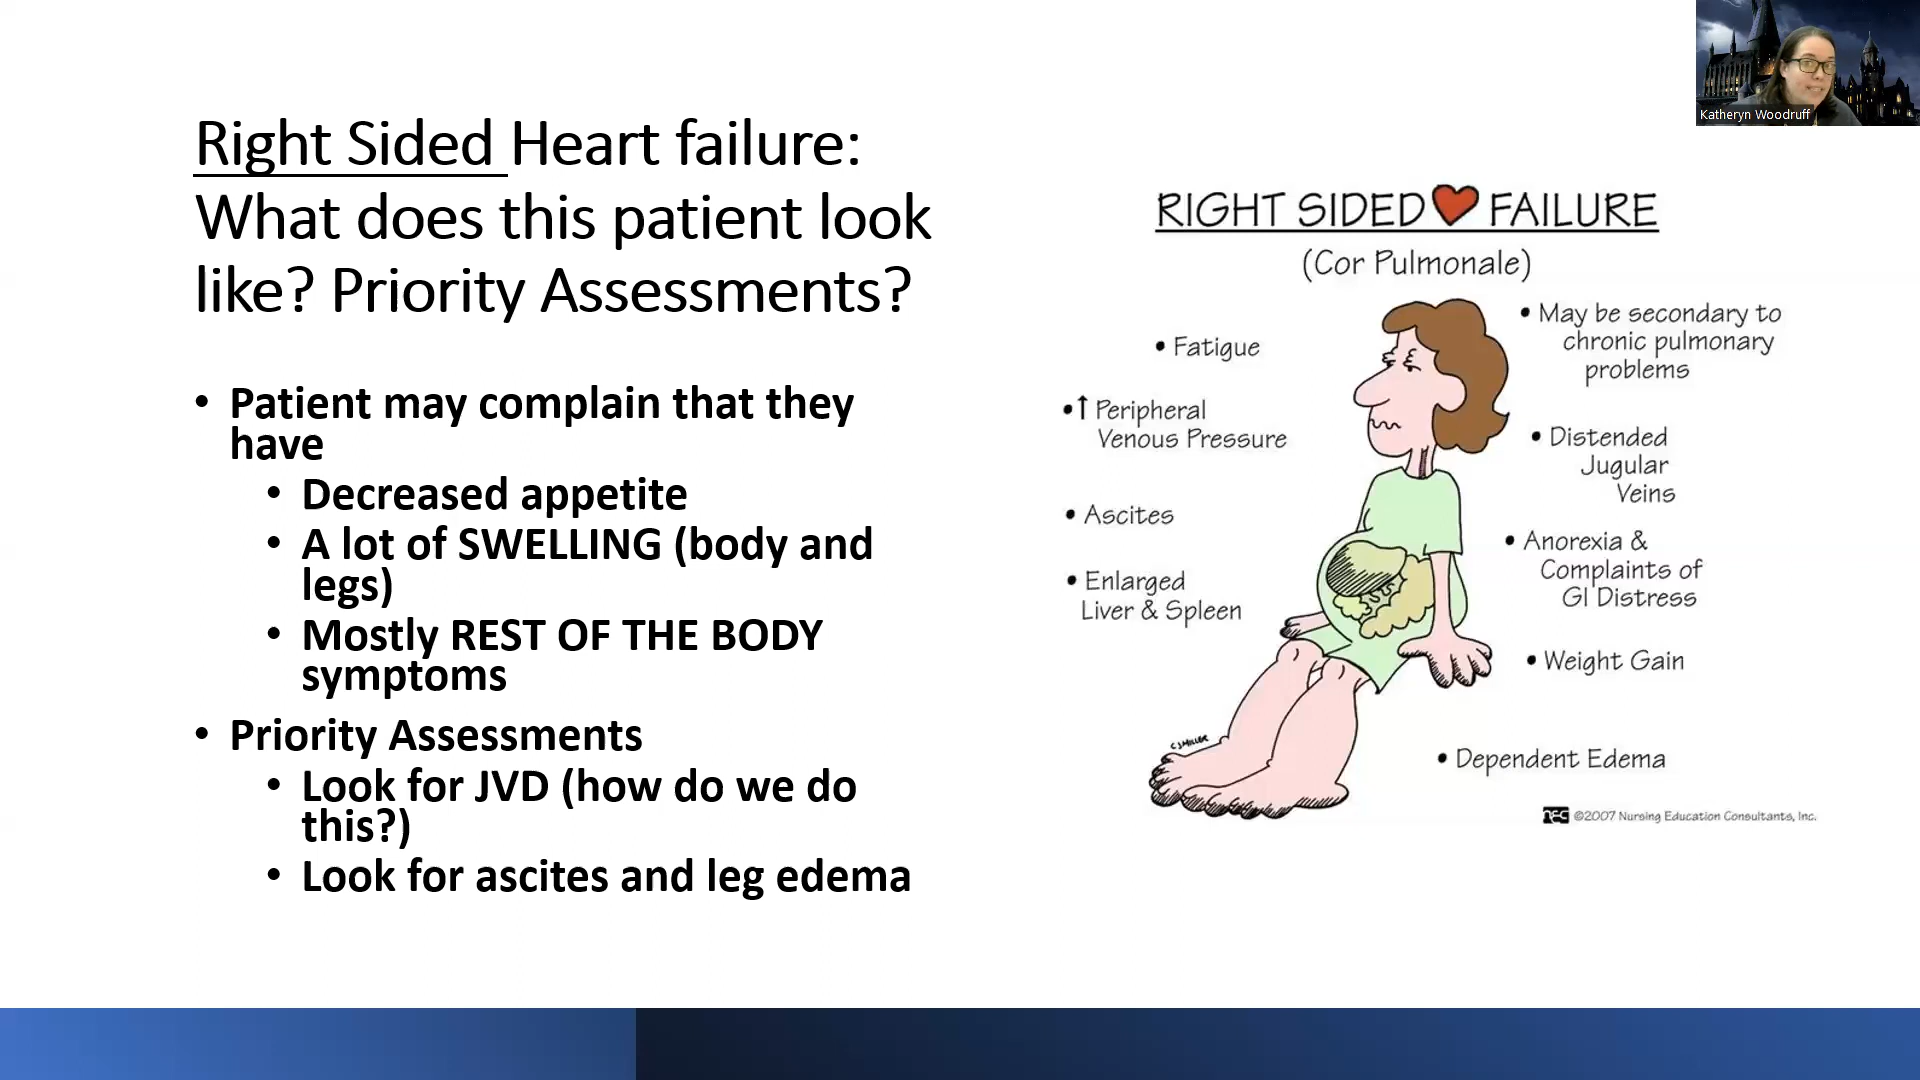 Katheryn Woodruff
Right Sided Heart failure:
What does this patient look
like? Priority Assessments?
• Patient may complain that they
have
• Decreased appetite
• A lot of SWELLING (body and
legs)
• Mostly REST OF THE BODY
symptoms
• Priority Assessments
• Look for JVD (how do we do
this?)
• Look for ascites and leg edema
RIGHT SIDED FAILURE
(Cor Pulmonale)
• Fatigue
• ↑ Peripheral
Venous Pressure
• Ascites
• Enlarged
Liver & Spleen
• May be secondary to
chronic pulmonary
problems
• Distended
Jugular
Veins
• Anorexia &
Complaints of
GI Distress
• Weight Gain
• Dependent Edema
CJMILLER
NEC ©2007 Nursing Education Consultants, Inc.